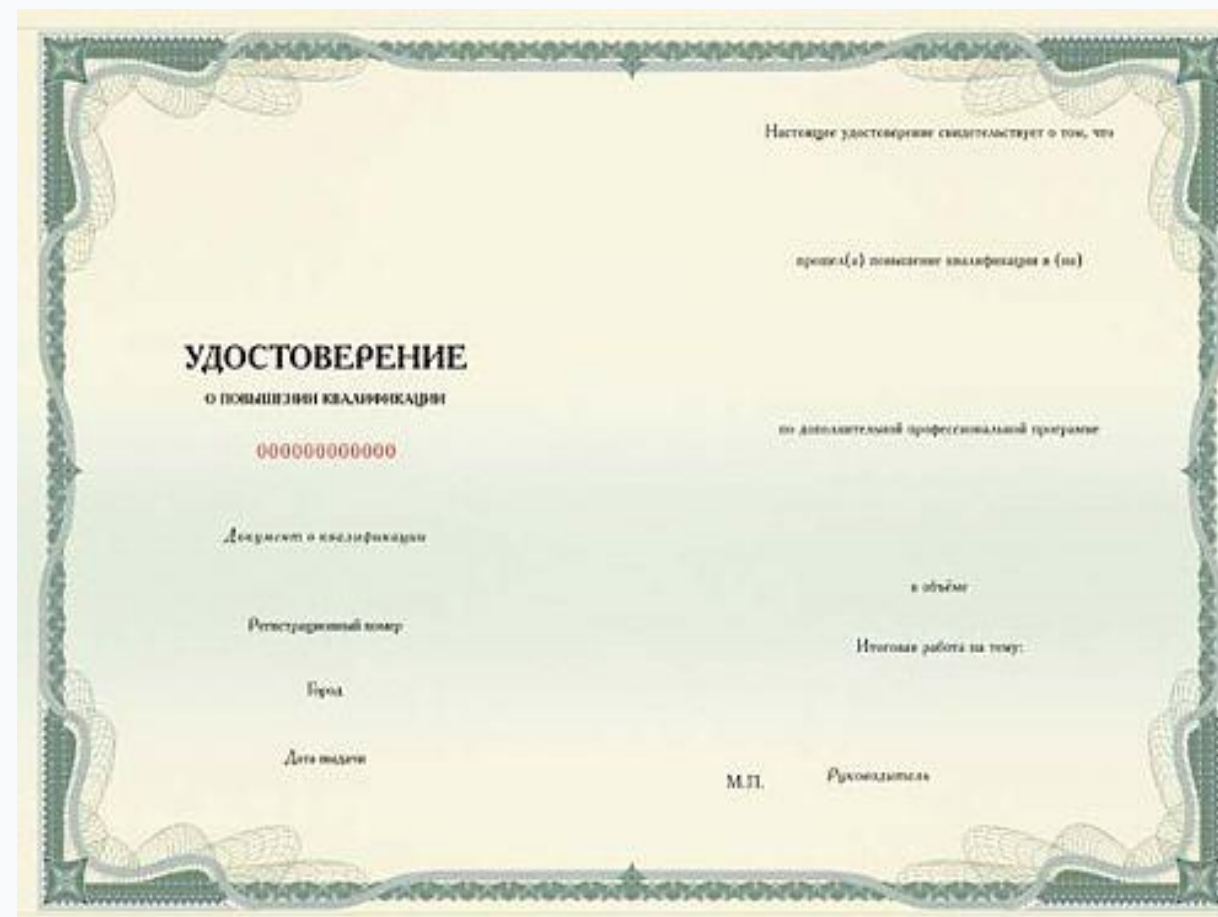 УДОСТОВЕРЕНИЕ
О ПОВЫШЕНИИ КВАЛИФИКАЦИИ
000000000000
Документ о квалификации
Регистрационный номер
Город
Дата выдачи
Настоящее удостоверение свидетельствует о том, что
прошел(а) повышение квалификации в (на)
по дополнительной профессиональной программе
в объёме
Итоговая работа на тему:
М.П. Руководитель